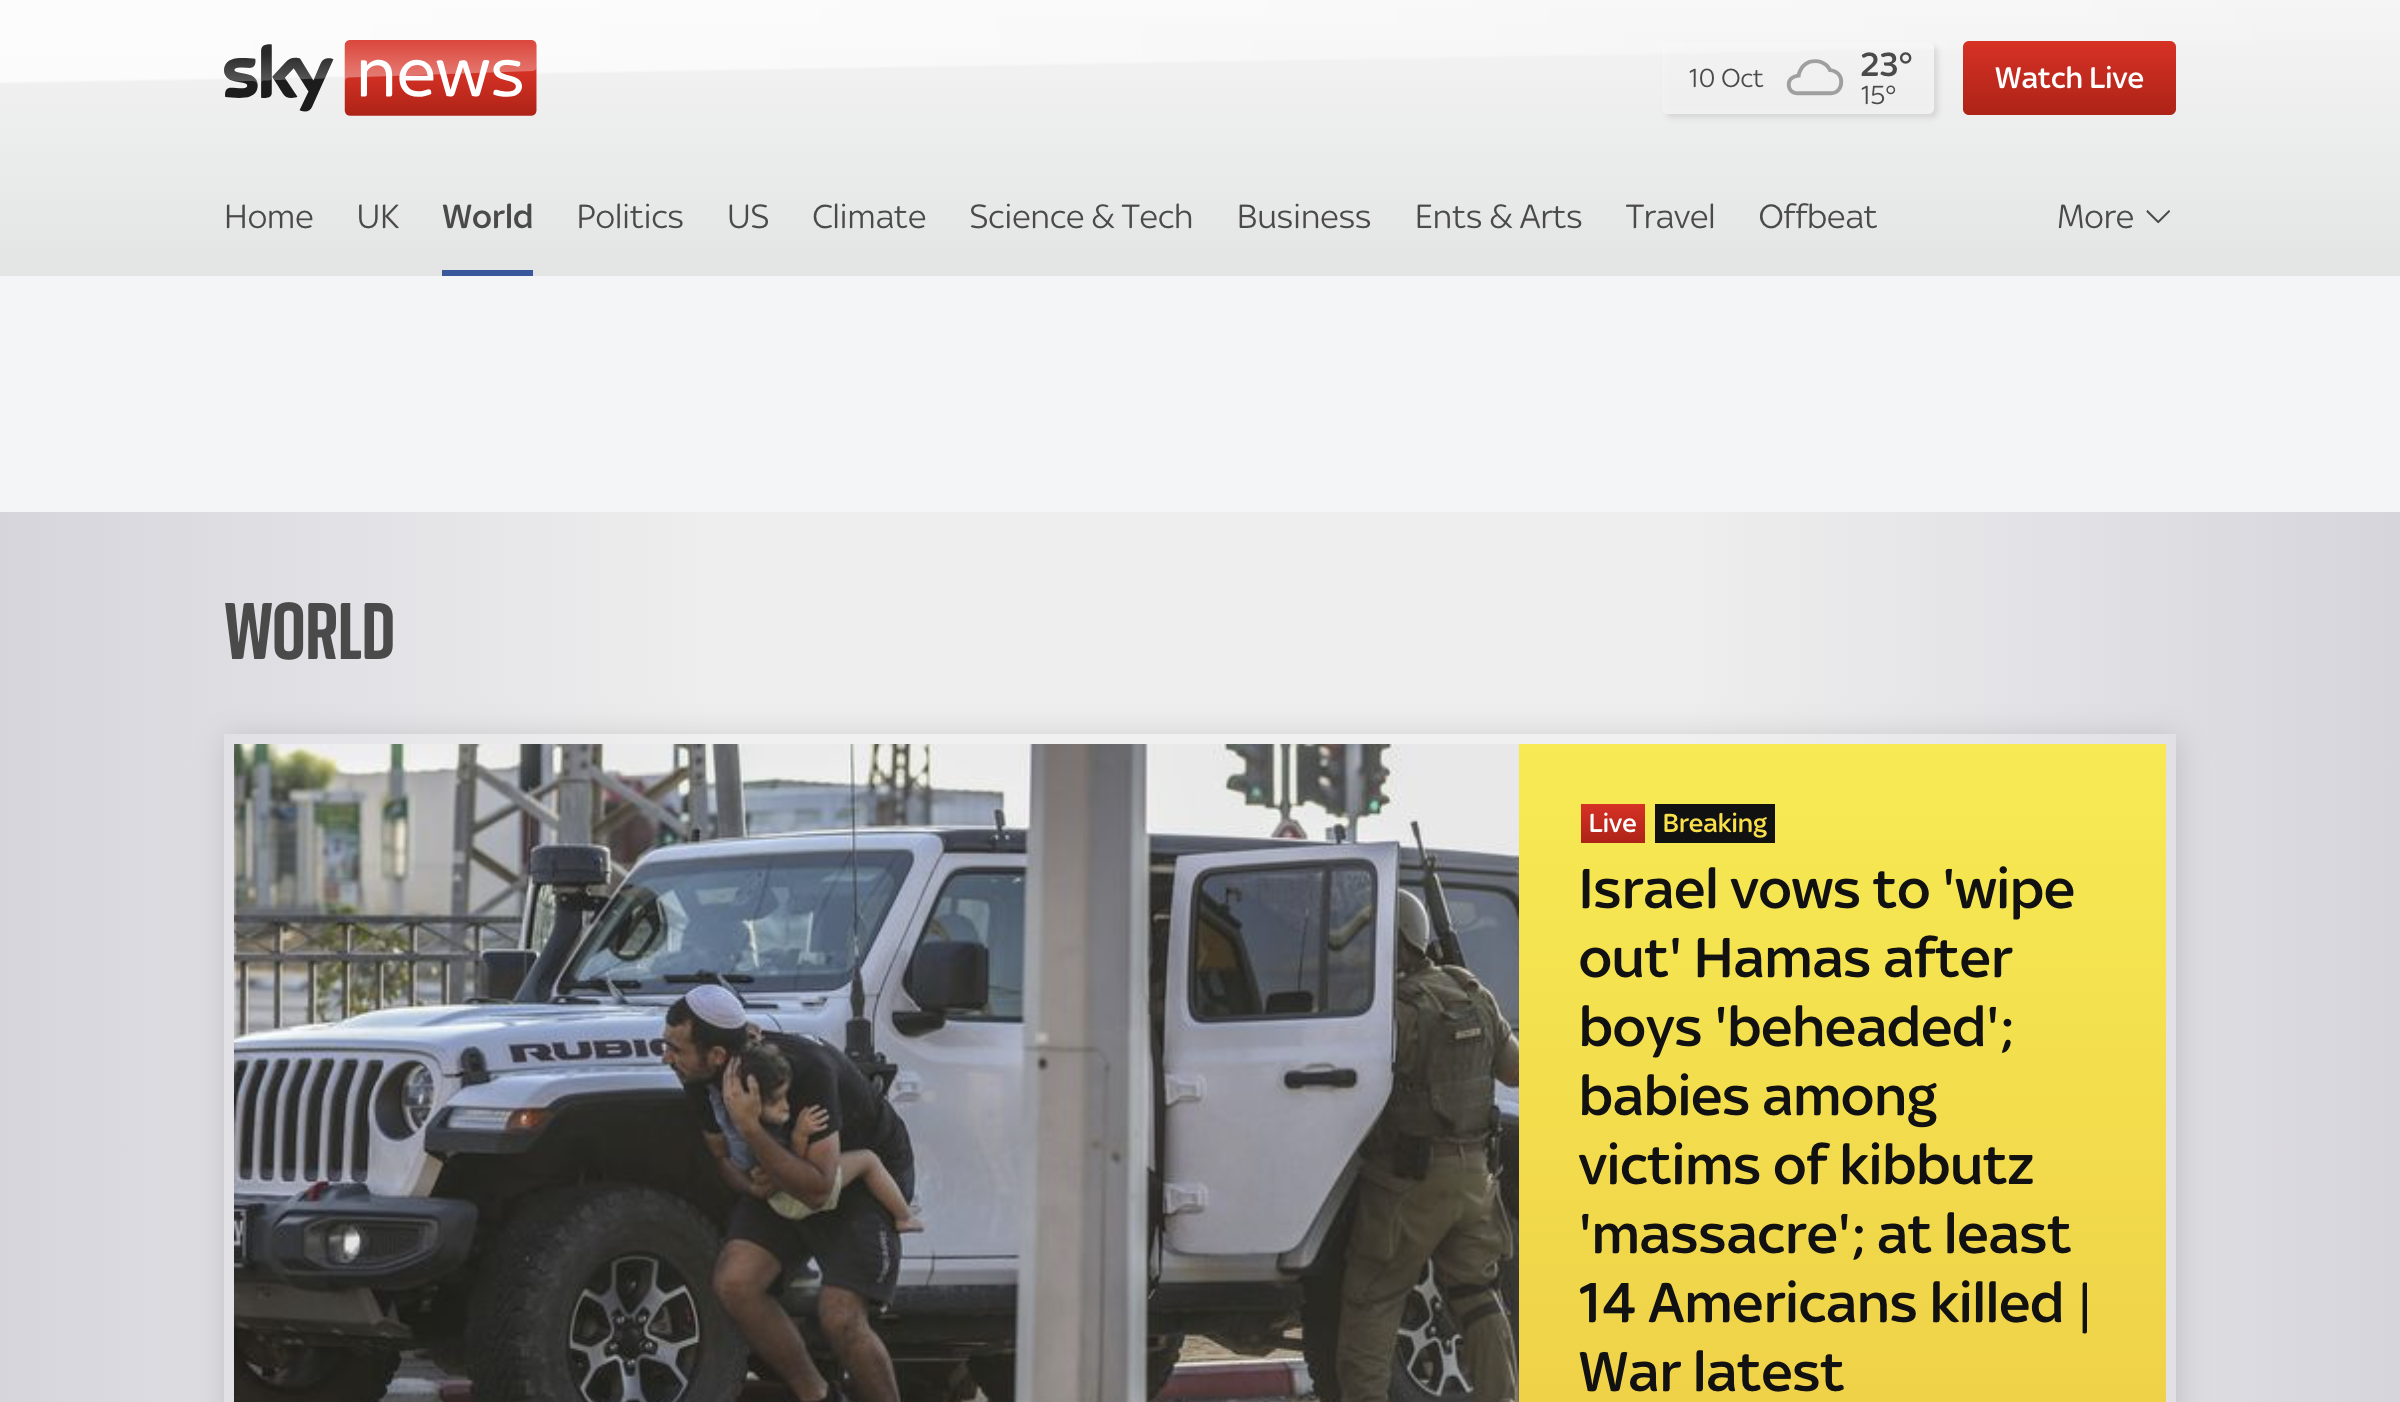 sky news
10 Oct
23°
15°
Watch Live
Home UK World Politics US Climate Science & Tech Business Ents & Arts Travel Offbeat More
WORLD
RUBIC
Live Breaking
Israel vows to 'wipe
out' Hamas after
boys 'beheaded';
babies among
victims of kibbutz
'massacre'; at least
14 Americans killed |
War latest